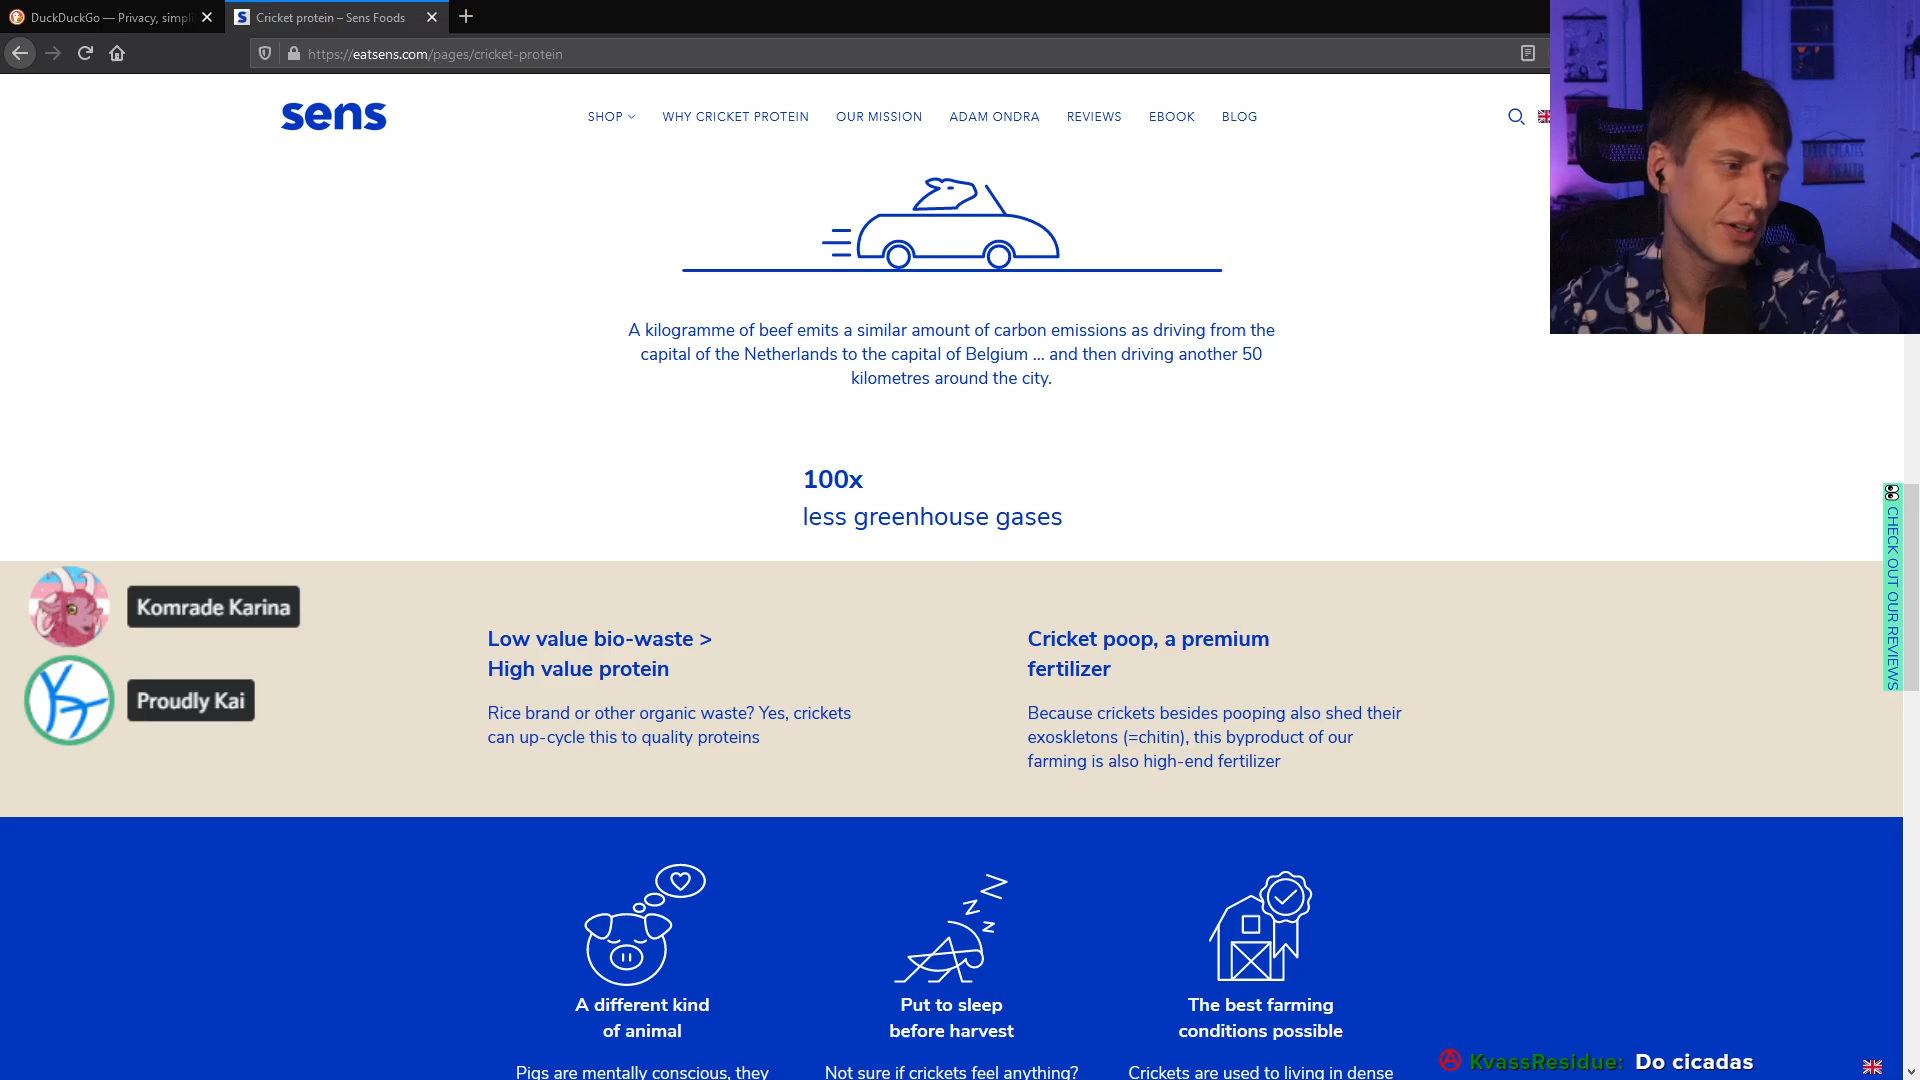 DuckDuckGo — Privacy, simpli
Cricket protein – Sens Foods
https://eatsens.com/pages/cricket-protein
sens
SHOP
WHY CRICKET PROTEIN
OUR MISSION
ADAM ONDRA
REVIEWS
EBOOK
BLOG
A kilogramme of beef emits a similar amount of carbon emissions as driving from the
capital of the Netherlands to the capital of Belgium ... and then driving another 50
kilometres around the city.
100x
less greenhouse gases
CHECK OUT OUR REVIEWS
Komrade Karina
Proudly Kai
Low value bio-waste >
High value protein
Rice brand or other organic waste? Yes, crickets
can up-cycle this to quality proteins
Cricket poop, a premium
fertilizer
Because crickets besides pooping also shed their
exoskletons (=chitin), this byproduct of our
farming is also high-end fertilizer
z z z
A different kind
of animal
Pigs are mentally conscious, they
Put to sleep
before harvest
Not sure if crickets feel anything?
The best farming
conditions possible
Crickets are used to living in dense
KvassResidue: Do cicadas